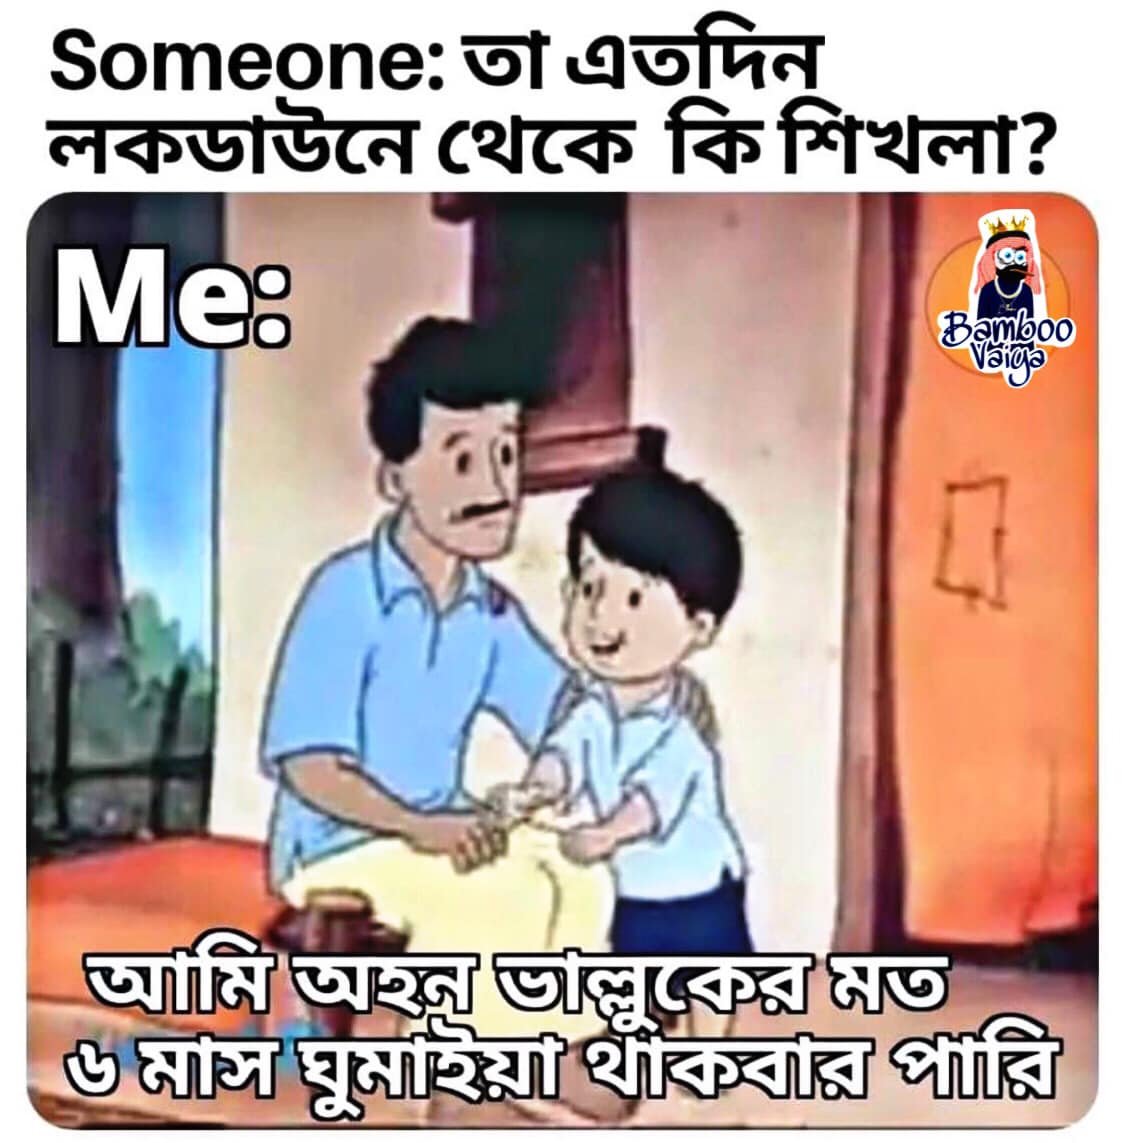 Someone: তা এতদিন
লকডাউনে থেকে কি শিখলা?
Me:
Bamboo
Vaiya
আমি অহন ভাল্লুকের মত
৬ মাস ঘুমাইয়া থাকবার পারি